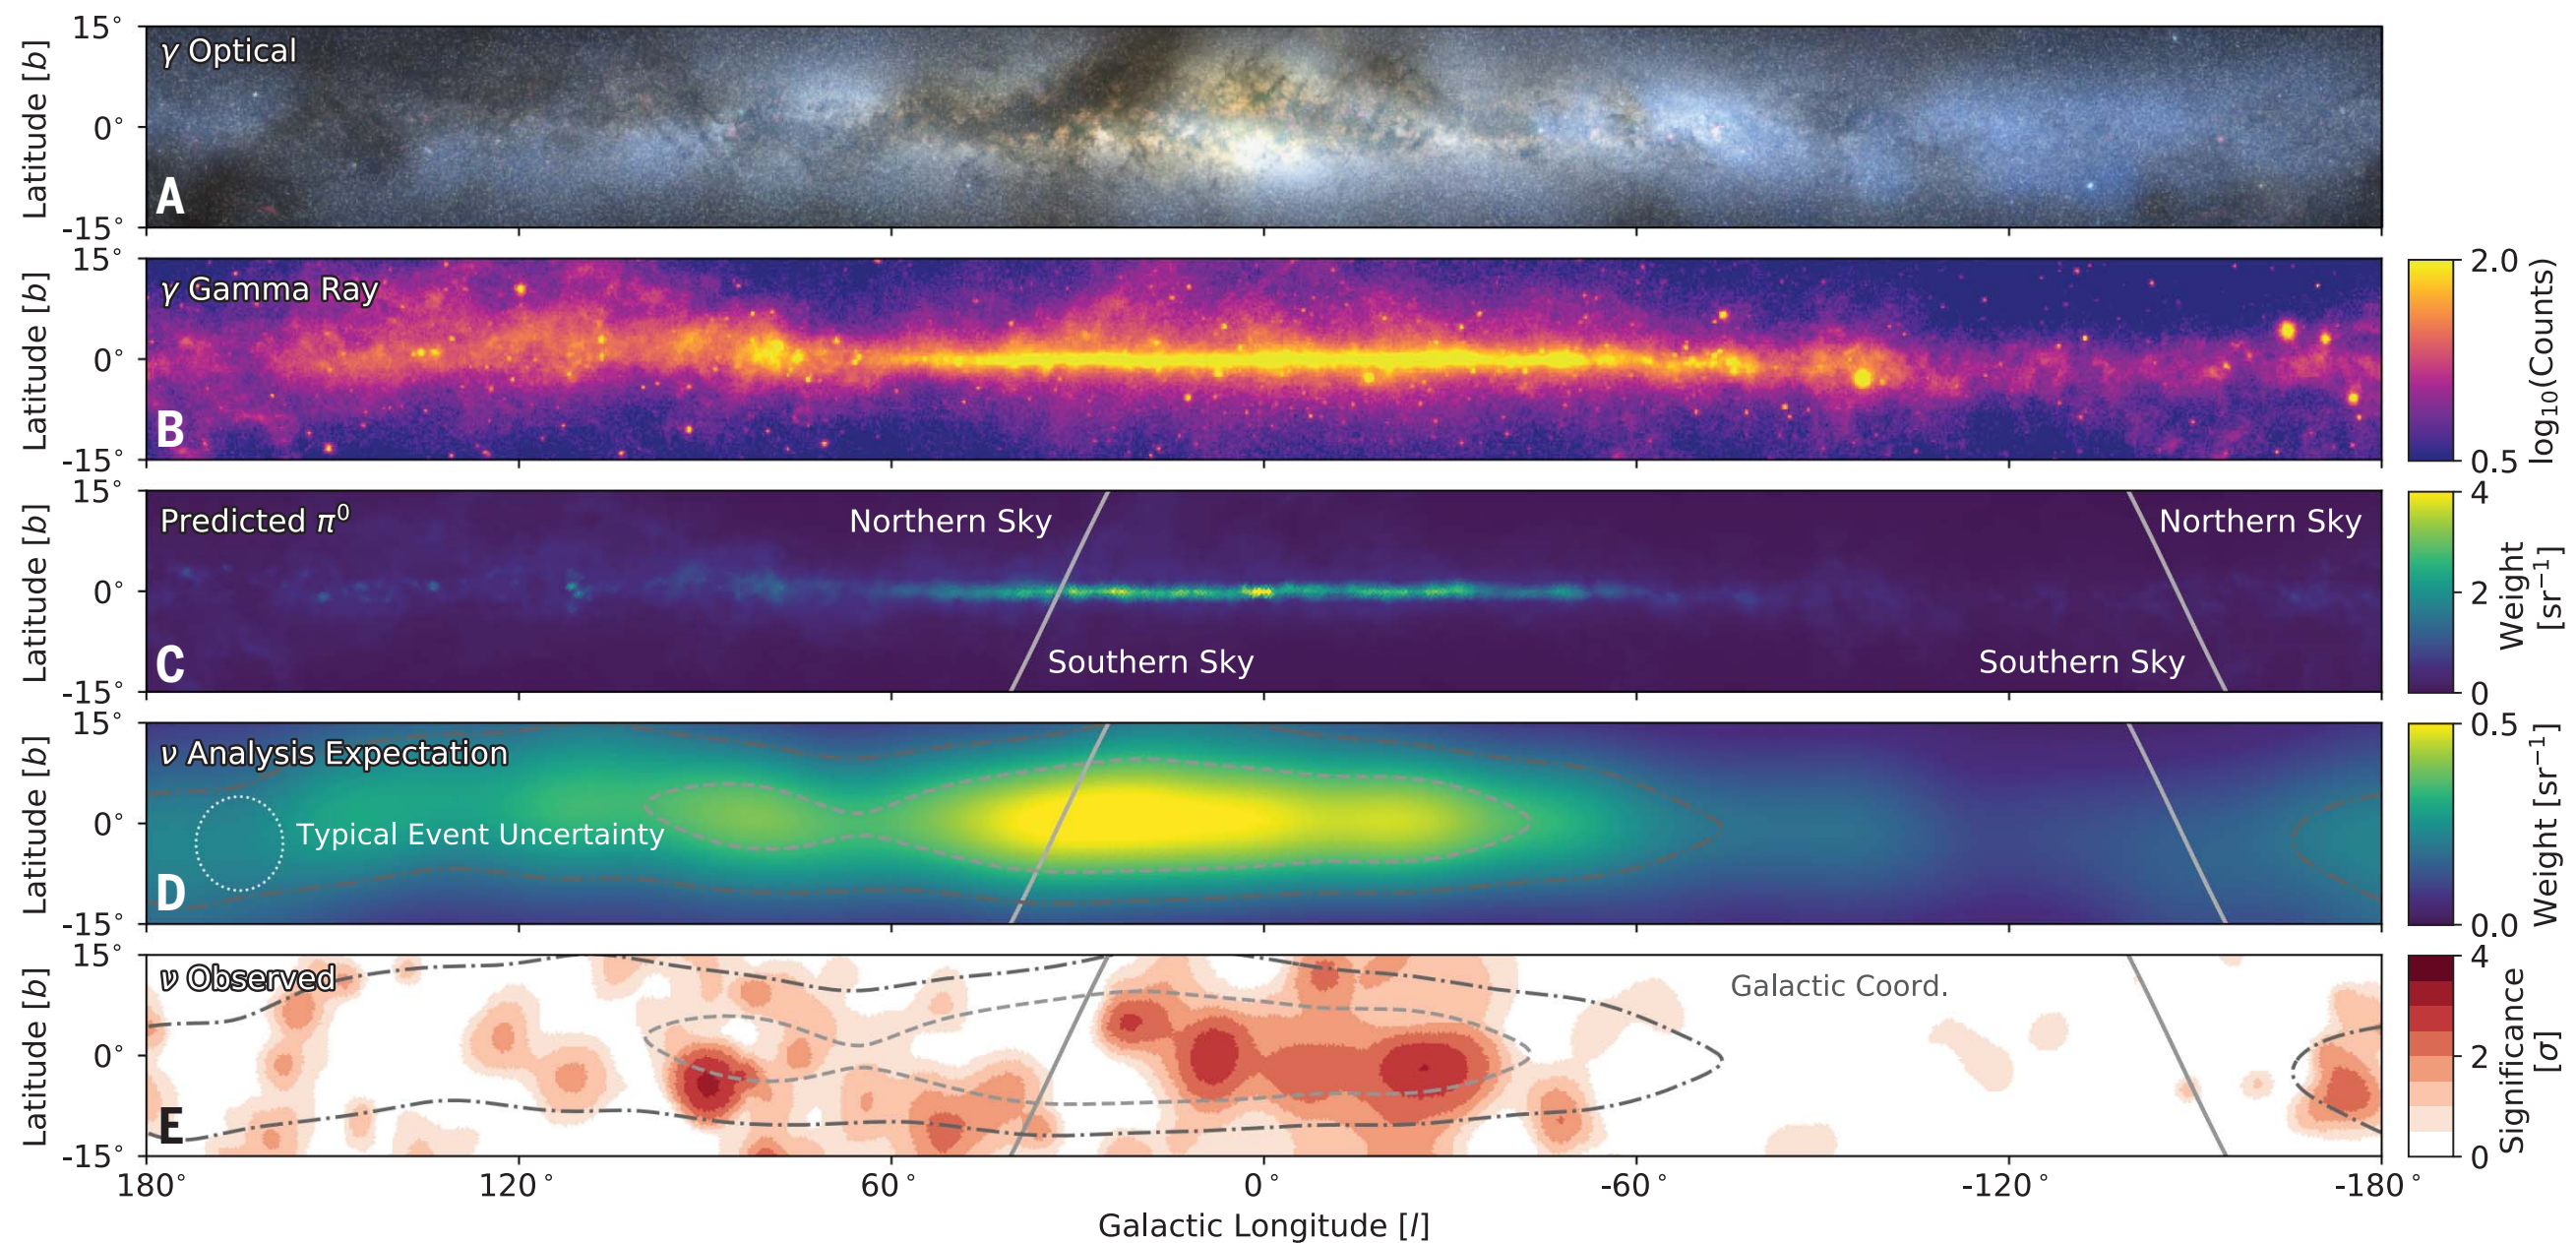 15°
γ Optical
Latitude [b]
0°
A
-15°
15°
γ Gamma Ray
Latitude [b]
0°
B
-15°
2.0
log₁₀(Counts)
0.5
15°
Predicted π⁰
Northern Sky
Northern Sky
Latitude [b]
0°
Southern Sky
Southern Sky
C
-15°
4
Weight
[sr⁻¹]
2
0
15°
ν Analysis Expectation
Latitude [b]
0°
Typical Event Uncertainty
D
-15°
0.5
Weight [sr⁻¹]
0.0
15°
ν Observed
Galactic Coord.
Latitude [b]
0°
E
-15°
4
Significance
[σ]
2
0
180°
120°
60°
0°
-60°
-120°
-180°
Galactic Longitude [l]